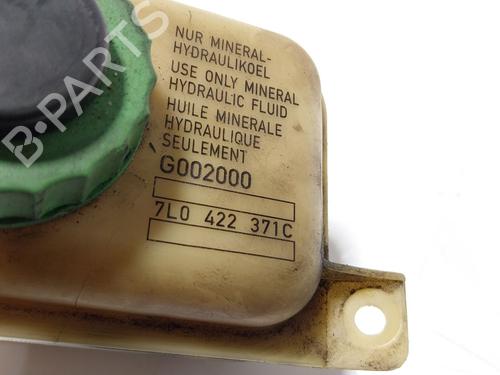 NUR MINERAL-
HYDRAULIKOEL
USE ONLY MINERAL
HYDRAULIC FLUID
HUILE MINERALE
HYDRAULIQUE
SEULEMENT
G002000
7L0 422 371C
B-PARTS